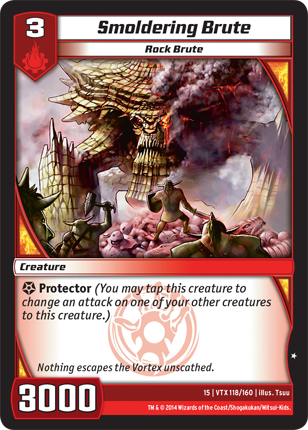 3
Smoldering Brute
Rock Brute
Creature
Protector (You may tap this creature to
change an attack on one of your other creatures
to this creature.)
Nothing escapes the Vortex unscathed.
3000
15 | VTX 118/160 | Illus. Tsuu
TM & © 2014 Wizards of the Coast/Shogakukan/Mitsui-Kids.